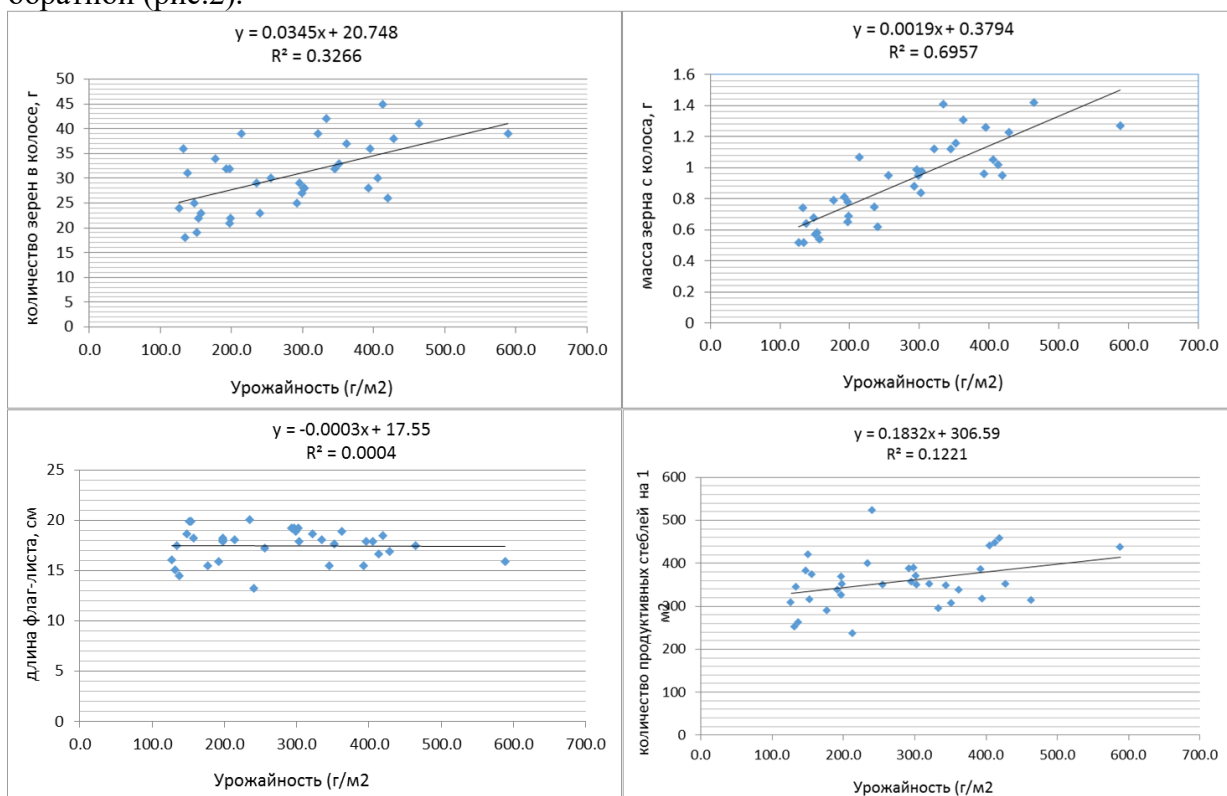 обратной (рис.2).
y = 0.0345x + 20.748
R² = 0.3266
количество зерен в колосе, г
50
45
40
35
30
25
20
15
10
5
0
0.0 100.0 200.0 300.0 400.0 500.0 600.0 700.0
Урожайность (г/м2)
y = 0.0019x + 0.3794
R² = 0.6957
масса зерна с колоса, г
1.6
1.4
1.2
1
0.8
0.6
0.4
0.2
0
0.0 100.0 200.0 300.0 400.0 500.0 600.0 700.0
Урожайность (г/м2)
y = -0.0003x + 17.55
R² = 0.0004
длина флаг-листа, см
25
20
15
10
5
0
0.0 100.0 200.0 300.0 400.0 500.0 600.0 700.0
Урожайность (г/м2
y = 0.1832x + 306.59
R² = 0.1221
количество продуктивных стеблей на 1
м2
600
500
400
300
200
100
0
0.0 100.0 200.0 300.0 400.0 500.0 600.0 700.0
Урожайность (г/м2